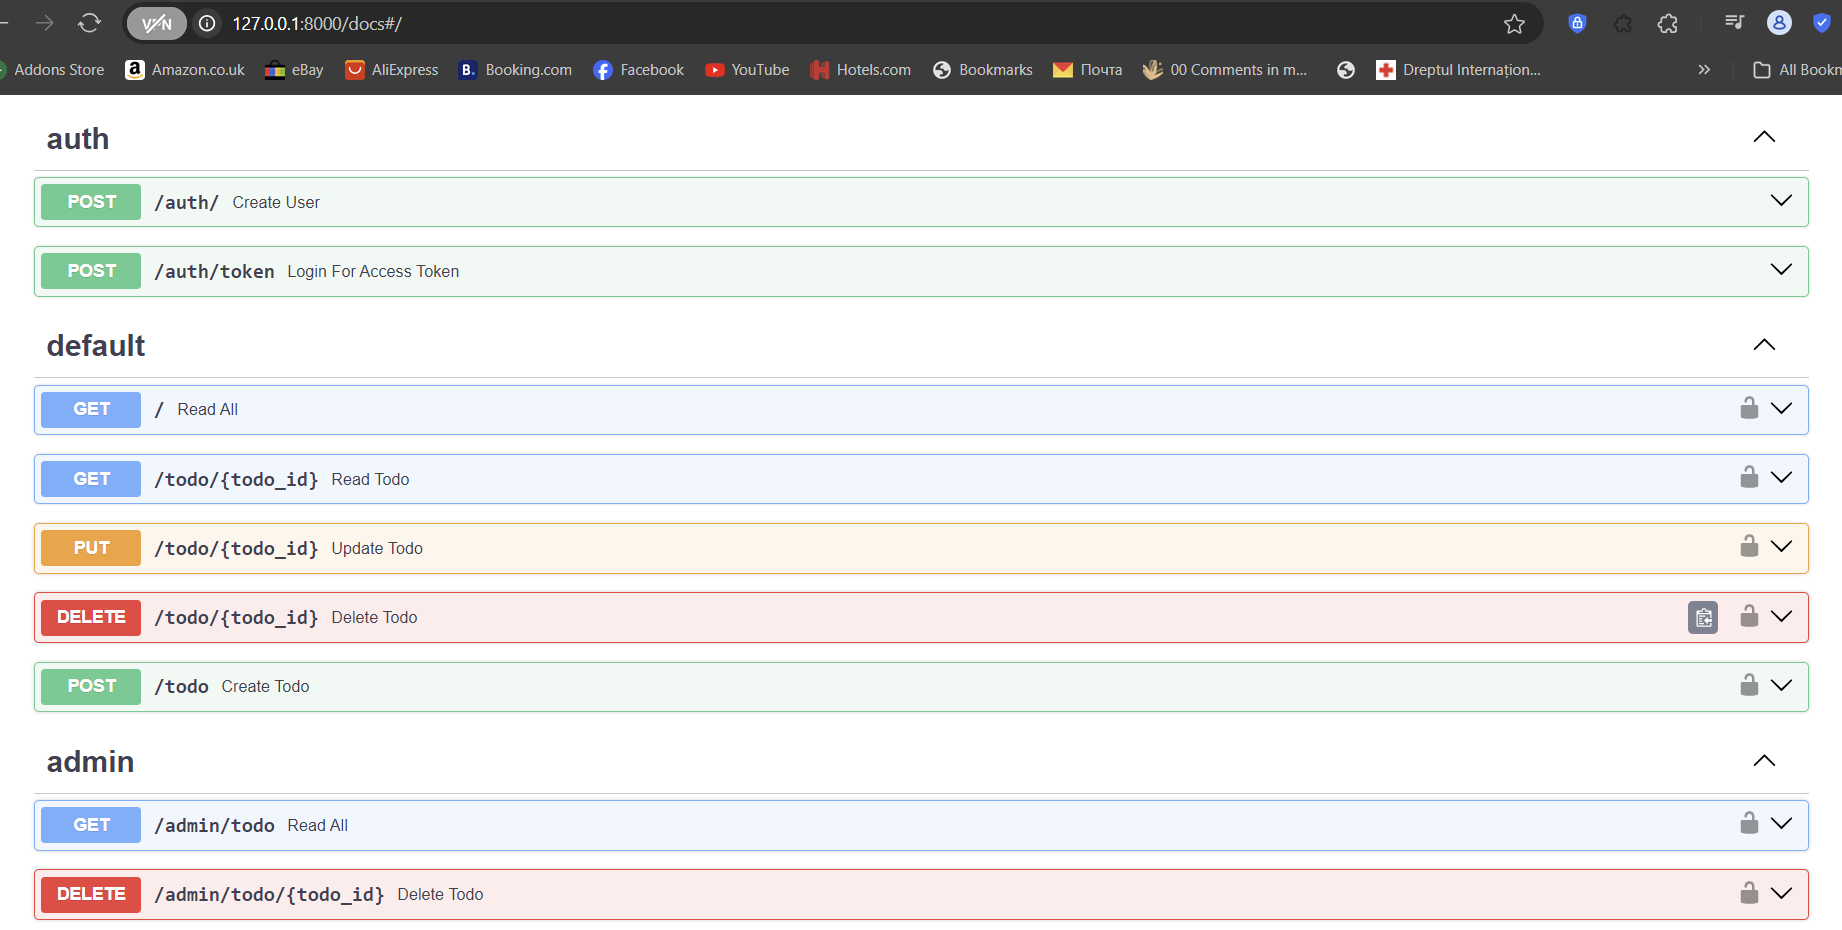 VPN 127.0.0.1:8000/docs#/
Addons Store Amazon.co.uk eBay AliExpress B. Booking.com Facebook YouTube Hotels.com Bookmarks Почта 00 Comments in m... Dreptul Internațion... » All Bookm
auth
POST /auth/ Create User
POST /auth/token Login For Access Token
default
GET / Read All
GET /todo/{todo_id} Read Todo
PUT /todo/{todo_id} Update Todo
DELETE /todo/{todo_id} Delete Todo
POST /todo Create Todo
admin
GET /admin/todo Read All
DELETE /admin/todo/{todo_id} Delete Todo